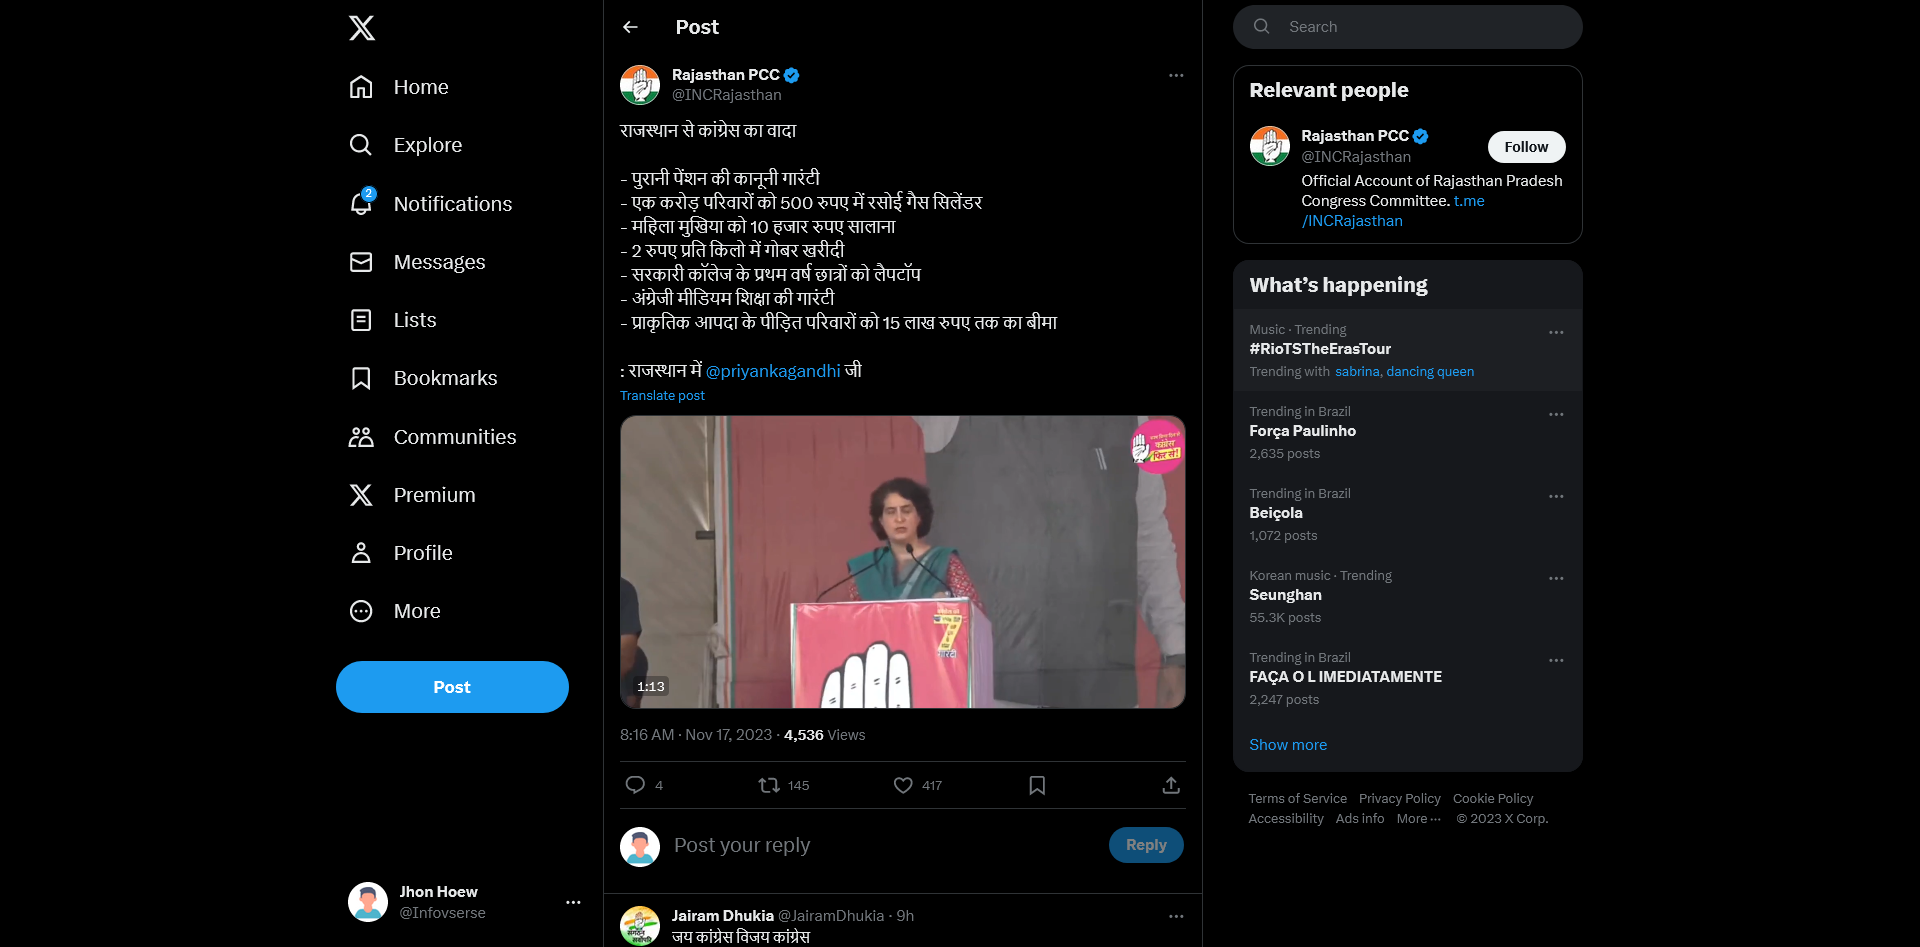 Home
Explore
2
Notifications
Messages
Lists
Bookmarks
Communities
Premium
Profile
More
Post
Jhon Hoew
@Infovserse
Post
Rajasthan PCC
@INCRajasthan
राजस्थान से कांग्रेस का वादा
- पुरानी पेंशन की कानूनी गारंटी
- एक करोड़ परिवारों को 500 रुपए में रसोई गैस सिलेंडर
- महिला मुखिया को 10 हजार रुपए सालाना
- 2 रुपए प्रति किलो में गोबर खरीदी
- सरकारी कॉलेज के प्रथम वर्ष छात्रों को लैपटॉप
- अंग्रेजी मीडियम शिक्षा की गारंटी
- प्राकृतिक आपदा के पीड़ित परिवारों को 15 लाख रुपए तक का बीमा
: राजस्थान में @priyankagandhi जी
Translate post
कांग्रेस
फिर से!
7
गारंटी
1:13
8:16 AM · Nov 17, 2023 · 4,536 Views
4 145 417
Post your reply
Reply
Jairam Dhukia @JairamDhukia · 9h
जय कांग्रेस विजय कांग्रेस
Search
Relevant people
Rajasthan PCC
@INCRajasthan
Follow
Official Account of Rajasthan Pradesh
Congress Committee. t.me
/INCRajasthan
What’s happening
Music · Trending
#RioTSTheErasTour
Trending with sabrina, dancing queen
Trending in Brazil
Força Paulinho
2,635 posts
Trending in Brazil
Beiçola
1,072 posts
Korean music · Trending
Seunghan
55.3K posts
Trending in Brazil
FAÇA O L IMEDIATAMENTE
2,247 posts
Show more
Terms of Service Privacy Policy Cookie Policy
Accessibility Ads info More ··· © 2023 X Corp.